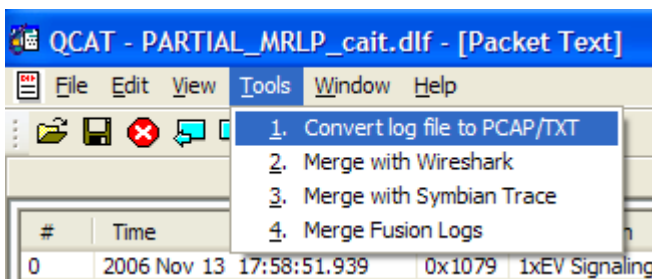 QCAT - PARTIAL_MRLP_cait.dlf - [Packet Text]
File Edit View Tools Window Help
1. Convert log file to PCAP/TXT
2. Merge with Wireshark
3. Merge with Symbian Trace
4. Merge Fusion Logs
# Time
0 2006 Nov 13 17:58:51.939 0x1079 1xEV Signaling